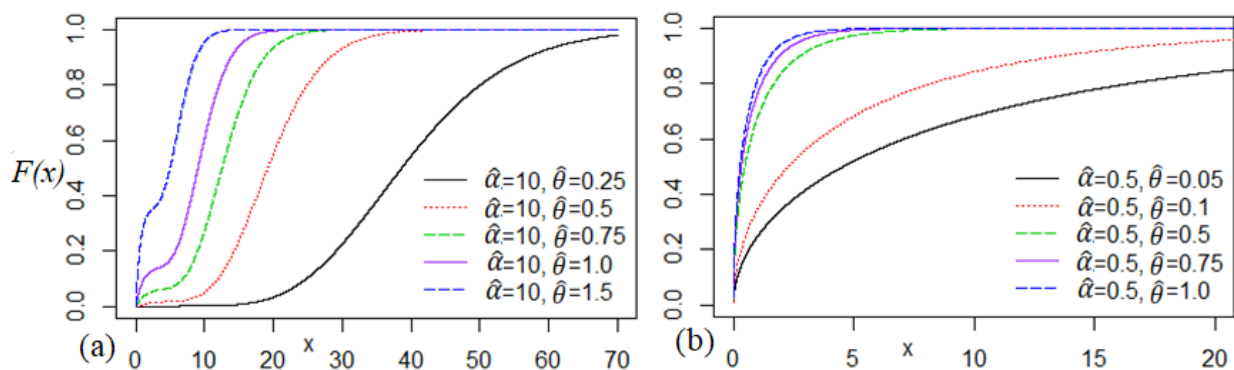 1.0
0.8
0.6
0.4
0.2
0.0
F(x)
α̂=10, θ̂=0.25
α̂=10, θ̂=0.5
α̂=10, θ̂=0.75
α̂=10, θ̂=1.0
α̂=10, θ̂=1.5
0 10 20 30 40 50 60 70
x
(a)
1.0
0.8
0.6
0.4
0.2
0.0
α̂=0.5, θ̂=0.05
α̂=0.5, θ̂=0.1
α̂=0.5, θ̂=0.5
α̂=0.5, θ̂=0.75
α̂=0.5, θ̂=1.0
0 5 10 15 20
x
(b)